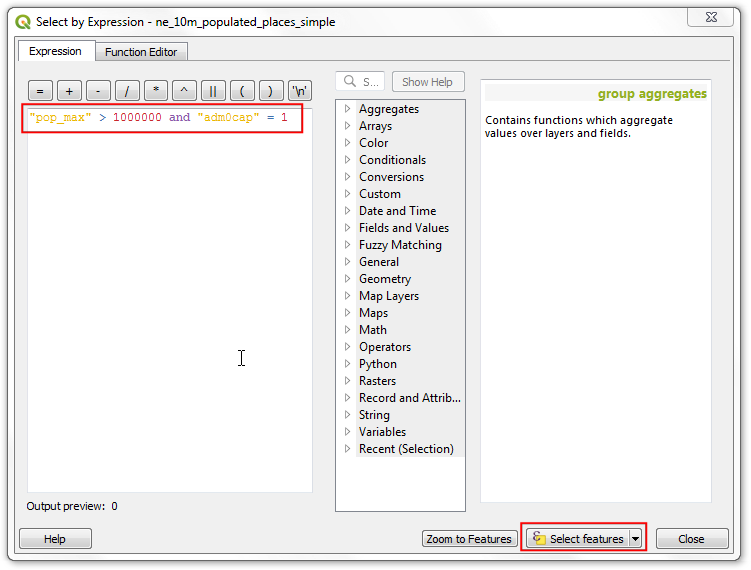 Select by Expression - ne_10m_populated_places_simple
Expression
Function Editor
= + - / * ^ || ( ) '\n'
"pop_max" > 1000000 and "adm0cap" = 1
Output preview: 0
S...
Show Help
Aggregates
Arrays
Color
Conditionals
Conversions
Custom
Date and Time
Fields and Values
Fuzzy Matching
General
Geometry
Map Layers
Maps
Math
Operators
Python
Rasters
Record and Attrib...
String
Variables
Recent (Selection)
group aggregates
Contains functions which aggregate
values over layers and fields.
Help
Zoom to Features
Select features
Close